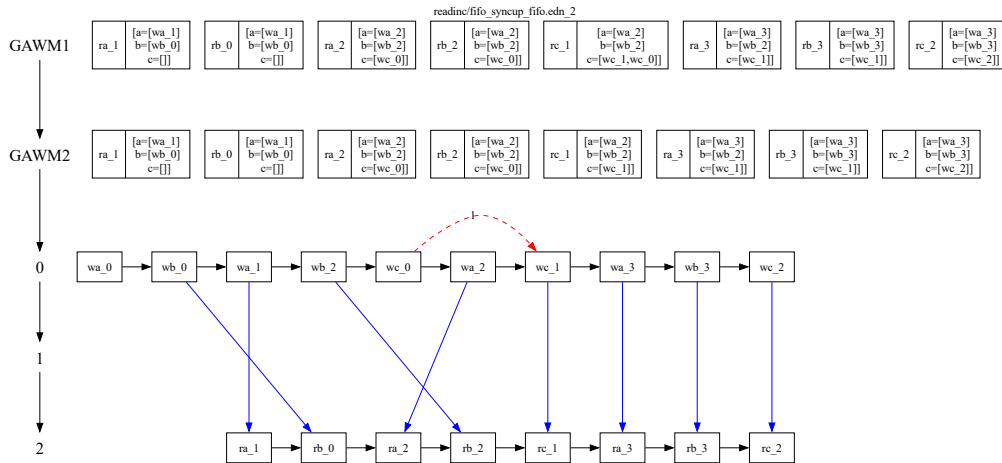 readinc/fifo_syncup_fifo.edn_2
GAWM1
ra_1
[a=[wa_1]
b=[wb_0]
c=[]]
rb_0
[a=[wa_1]
b=[wb_0]
c=[]]
ra_2
[a=[wa_2]
b=[wb_2]
c=[wc_0]]
rb_2
[a=[wa_2]
b=[wb_2]
c=[wc_0]]
rc_1
[a=[wa_2]
b=[wb_2]
c=[wc_1,wc_0]]
ra_3
[a=[wa_3]
b=[wb_2]
c=[wc_1]]
rb_3
[a=[wa_3]
b=[wb_3]
c=[wc_1]]
rc_2
[a=[wa_3]
b=[wb_3]
c=[wc_2]]
GAWM2
ra_1
[a=[wa_1]
b=[wb_0]
c=[]]
rb_0
[a=[wa_1]
b=[wb_0]
c=[]]
ra_2
[a=[wa_2]
b=[wb_2]
c=[wc_0]]
rb_2
[a=[wa_2]
b=[wb_2]
c=[wc_0]]
rc_1
[a=[wa_2]
b=[wb_2]
c=[wc_1]]
ra_3
[a=[wa_3]
b=[wb_2]
c=[wc_1]]
rb_3
[a=[wa_3]
b=[wb_3]
c=[wc_1]]
rc_2
[a=[wa_3]
b=[wb_3]
c=[wc_2]]
1
0
wa_0
wb_0
wa_1
wb_2
wc_0
wa_2
wc_1
wa_3
wb_3
wc_2
1
2
ra_1
rb_0
ra_2
rb_2
rc_1
ra_3
rb_3
rc_2